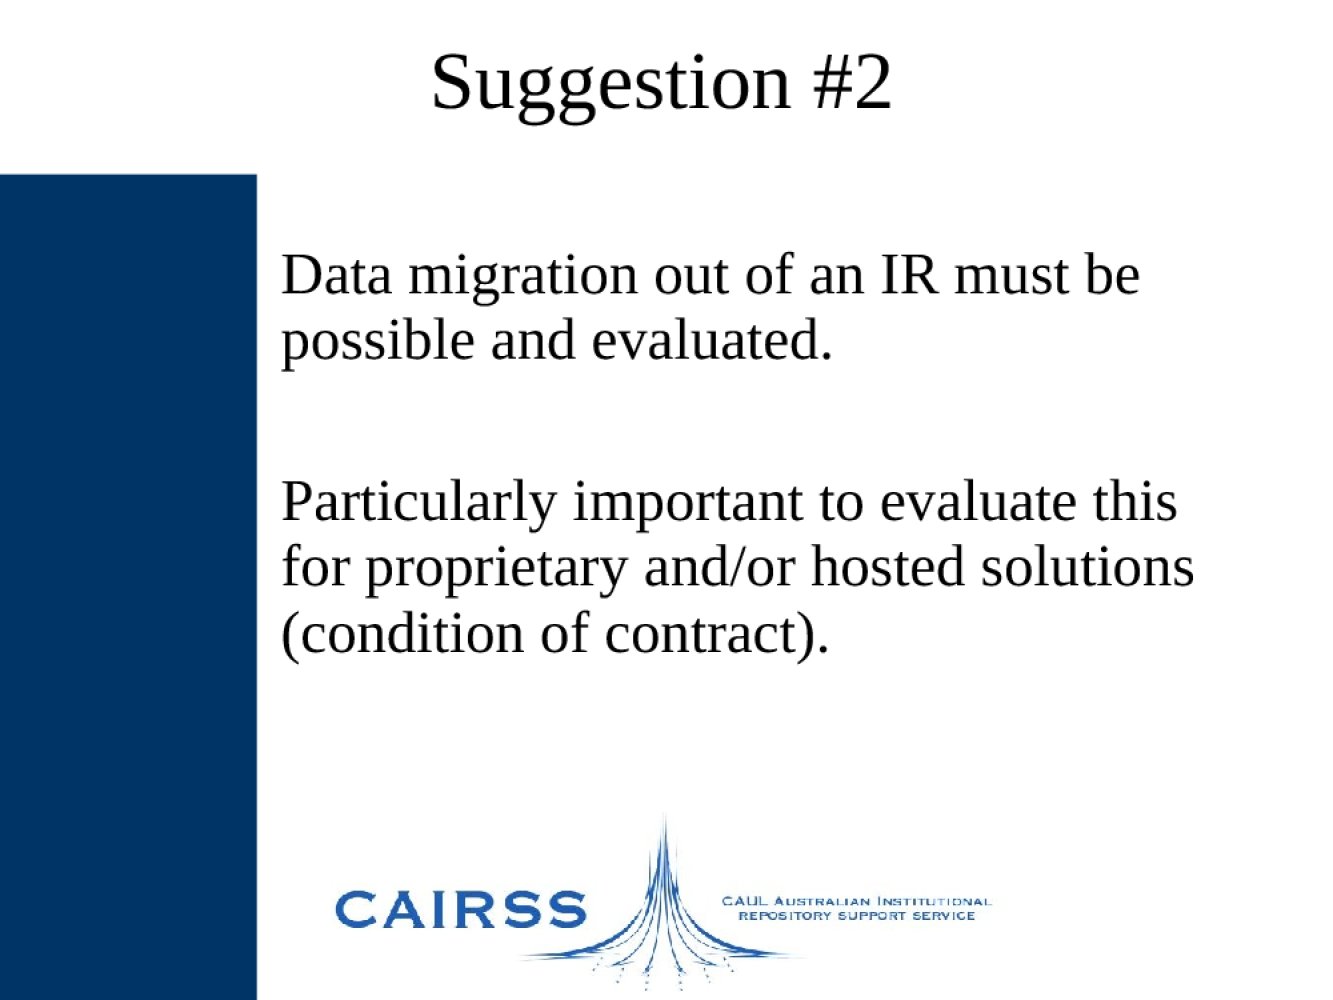 Suggestion #2
Data migration out of an IR must be
possible and evaluated.
Particularly important to evaluate this
for proprietary and/or hosted solutions
(condition of contract).
CAIRSS
CAUL Australian Institutional
Repository Support Service